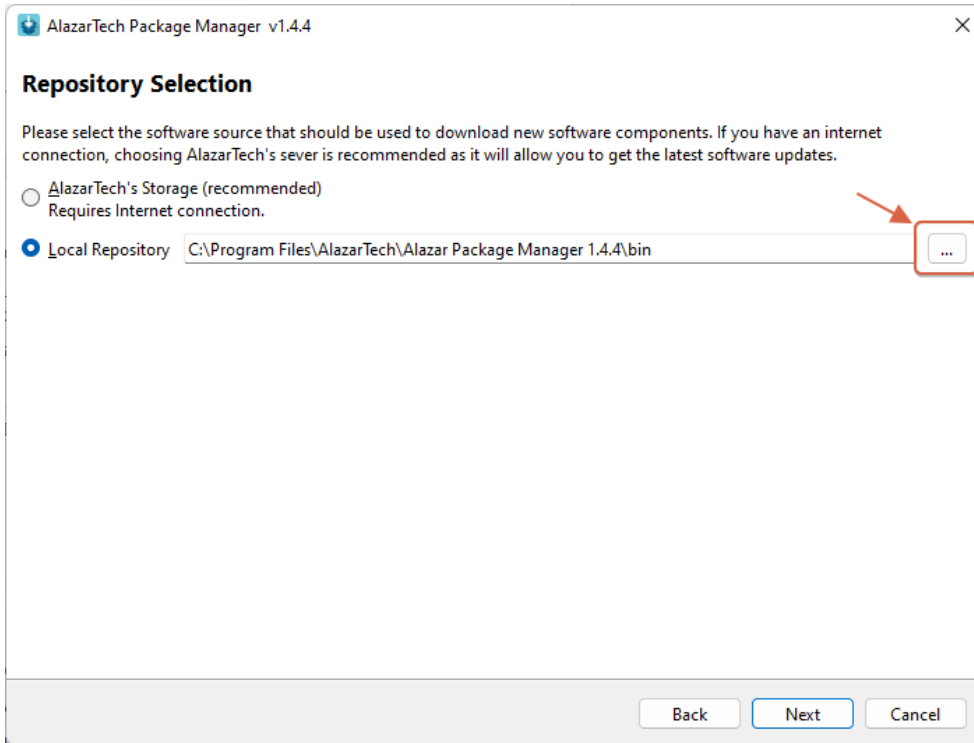 AlazarTech Package Manager v1.4.4
Repository Selection
Please select the software source that should be used to download new software components. If you have an internet
connection, choosing AlazarTech's sever is recommended as it will allow you to get the latest software updates.
AlazarTech's Storage (recommended)
Requires Internet connection.
Local Repository C:\Program Files\AlazarTech\Alazar Package Manager 1.4.4\bin ...
Back Next Cancel